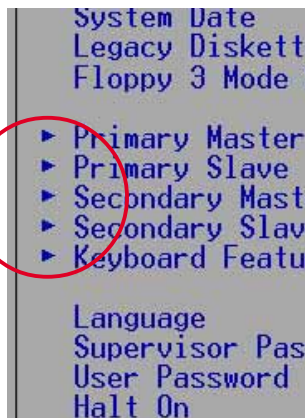 System Date
Legacy Diskett
Floppy 3 Mode
Primary Master
Primary Slave
Secondary Mast
Secondary Slav
Keyboard Featu
Language
Supervisor Pas
User Password
Halt On